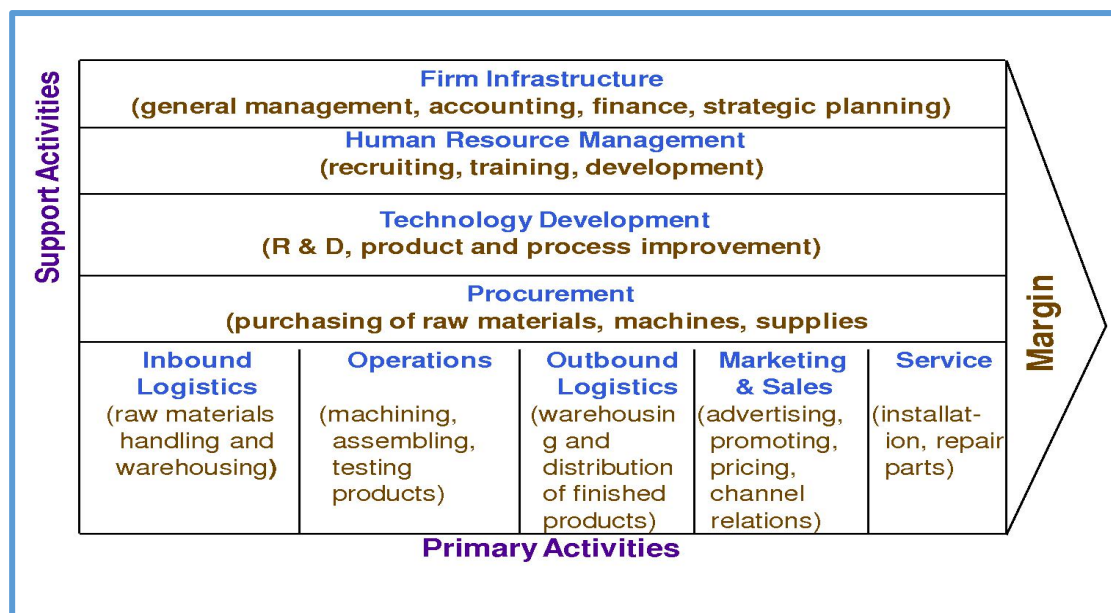 Support Activities
Firm Infrastructure
(general management, accounting, finance, strategic planning)
Human Resource Management
(recruiting, training, development)
Technology Development
(R & D, product and process improvement)
Procurement
(purchasing of raw materials, machines, supplies
Inbound
Logistics
(raw materials
handling and
warehousing)
Operations
(machining,
assembling,
testing
products)
Outbound
Logistics
(warehousin
g and
distribution
of finished
products)
Marketing
& Sales
(advertising,
promoting,
pricing,
channel
relations)
Service
(installat-
ion, repair
parts)
Margin
Primary Activities